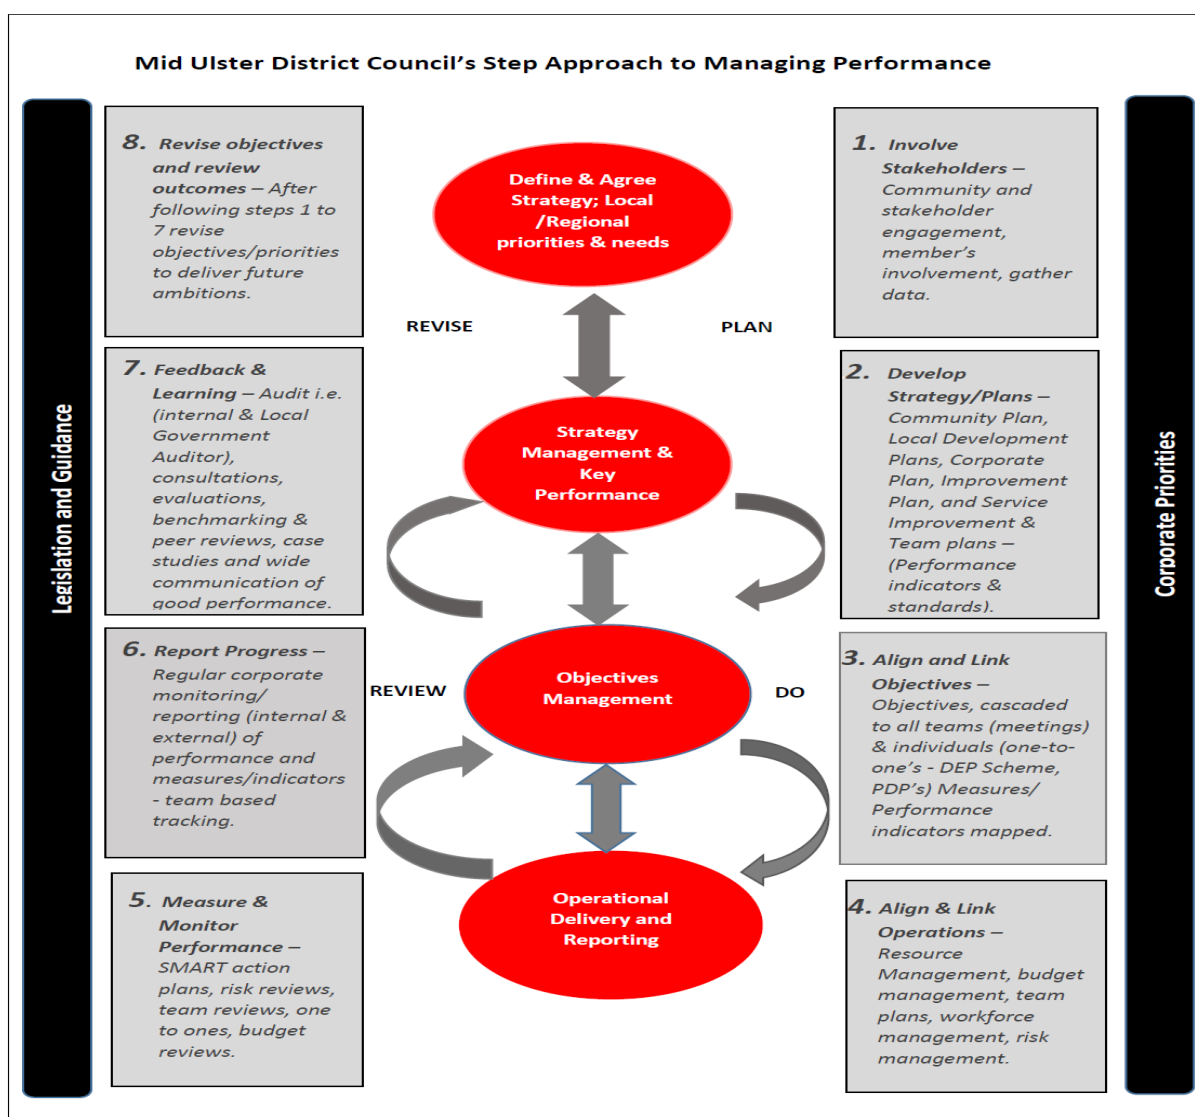 Mid Ulster District Council’s Step Approach to Managing Performance
Legislation and Guidance
8. Revise objectives
and review
outcomes – After
following steps 1 to
7 revise
objectives/priorities
to deliver future
ambitions.
7. Feedback &
Learning – Audit i.e.
(internal & Local
Government
Auditor),
consultations,
evaluations,
benchmarking &
peer reviews, case
studies and wide
communication of
good performance.
6. Report Progress –
Regular corporate
monitoring/
reporting (internal &
external) of
performance and
measures/indicators
- team based
tracking.
5. Measure &
Monitor
Performance –
SMART action
plans, risk reviews,
team reviews, one
to ones, budget
reviews.
Define & Agree
Strategy; Local
/Regional
priorities & needs
REVISE
PLAN
Strategy
Management &
Key
Performance
Objectives
Management
REVIEW
DO
Operational
Delivery and
Reporting
1. Involve
Stakeholders –
Community and
stakeholder
engagement,
member’s
involvement, gather
data.
2. Develop
Strategy/Plans –
Community Plan,
Local Development
Plans, Corporate
Plan, Improvement
Plan, and Service
Improvement &
Team plans –
(Performance
indicators &
standards).
3. Align and Link
Objectives –
Objectives, cascaded
to all teams (meetings)
& individuals (one-to-
one’s - DEP Scheme,
PDP’s) Measures/
Performance
indicators mapped.
4. Align & Link
Operations –
Resource
Management, budget
management, team
plans, workforce
management, risk
management.
Corporate Priorities